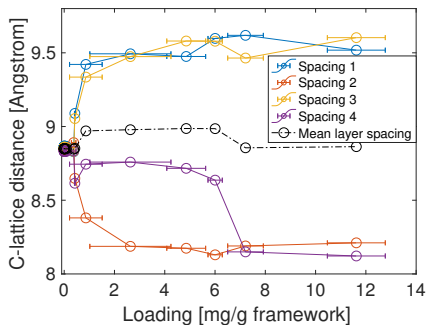 C-lattice distance [Angstrom]
9.5
9
8.5
8
Spacing 1
Spacing 2
Spacing 3
Spacing 4
Mean layer spacing
0 2 4 6 8 10 12 14
Loading [mg/g framework]